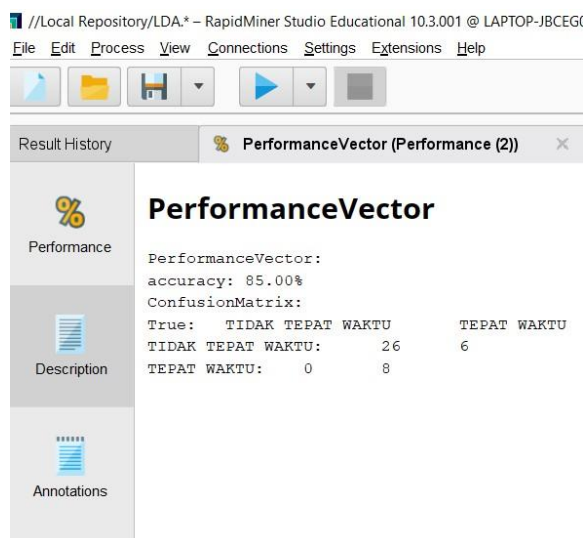 //Local Repository/LDA.* – RapidMiner Studio Educational 10.3.001 @ LAPTOP-JBCEG
File Edit Process View Connections Settings Extensions Help
Result History
% PerformanceVector (Performance (2))
%
Performance
Description
Annotations
PerformanceVector
PerformanceVector:
accuracy: 85.00%
ConfusionMatrix:
True: TIDAK TEPAT WAKTU TEPAT WAKTU
TIDAK TEPAT WAKTU: 26 6
TEPAT WAKTU: 0 8